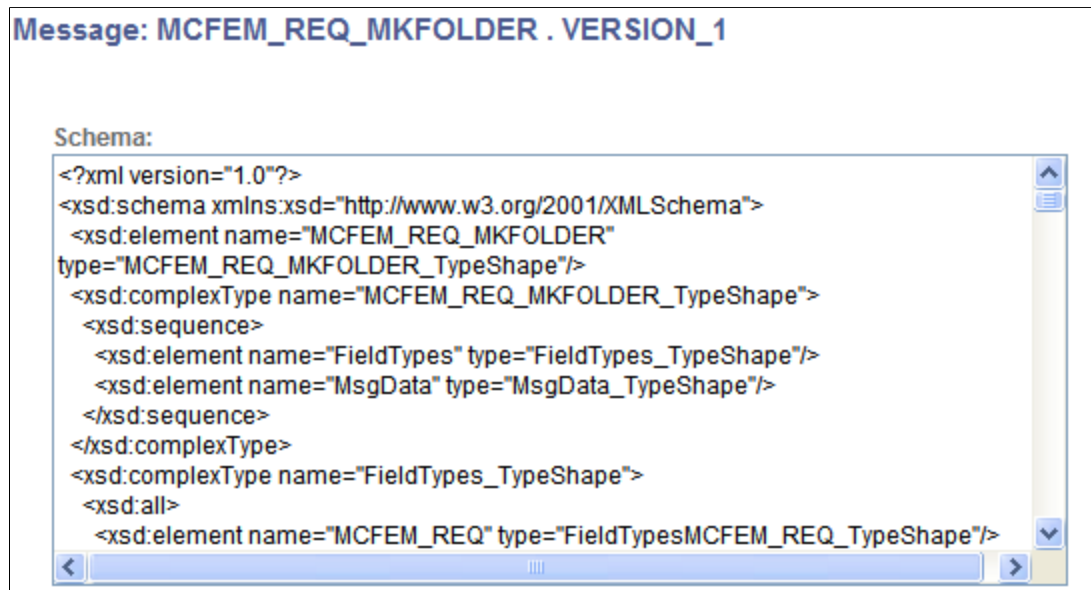 Message: MCFEM_REQ_MKFOLDER . VERSION_1
Schema:
<?xml version="1.0"?>
<xsd:schema xmlns:xsd="http://www.w3.org/2001/XMLSchema">
<xsd:element name="MCFEM_REQ_MKFOLDER"
type="MCFEM_REQ_MKFOLDER_TypeShape"/>
<xsd:complexType name="MCFEM_REQ_MKFOLDER_TypeShape">
<xsd:sequence>
<xsd:element name="FieldTypes" type="FieldTypes_TypeShape"/>
<xsd:element name="MsgData" type="MsgData_TypeShape"/>
</xsd:sequence>
</xsd:complexType>
<xsd:complexType name="FieldTypes_TypeShape">
<xsd:all>
<xsd:element name="MCFEM_REQ" type="FieldTypesMCFEM_REQ_TypeShape"/>